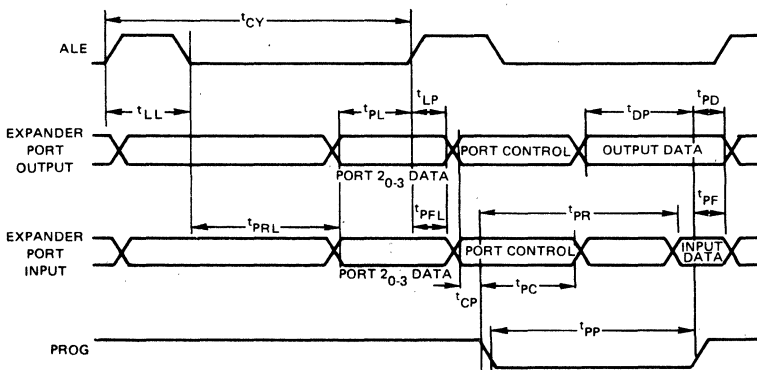 tCY
ALE
tLL
tPL
tLP
tDP
tPD
EXPANDER
PORT
OUTPUT
PORT CONTROL
OUTPUT DATA
PORT 20-3 DATA
tPRL
tPFL
tPR
tPF
EXPANDER
PORT
INPUT
PORT CONTROL
INPUT
DATA
PORT 20-3 DATA
tCP
tPC
tPP
PROG